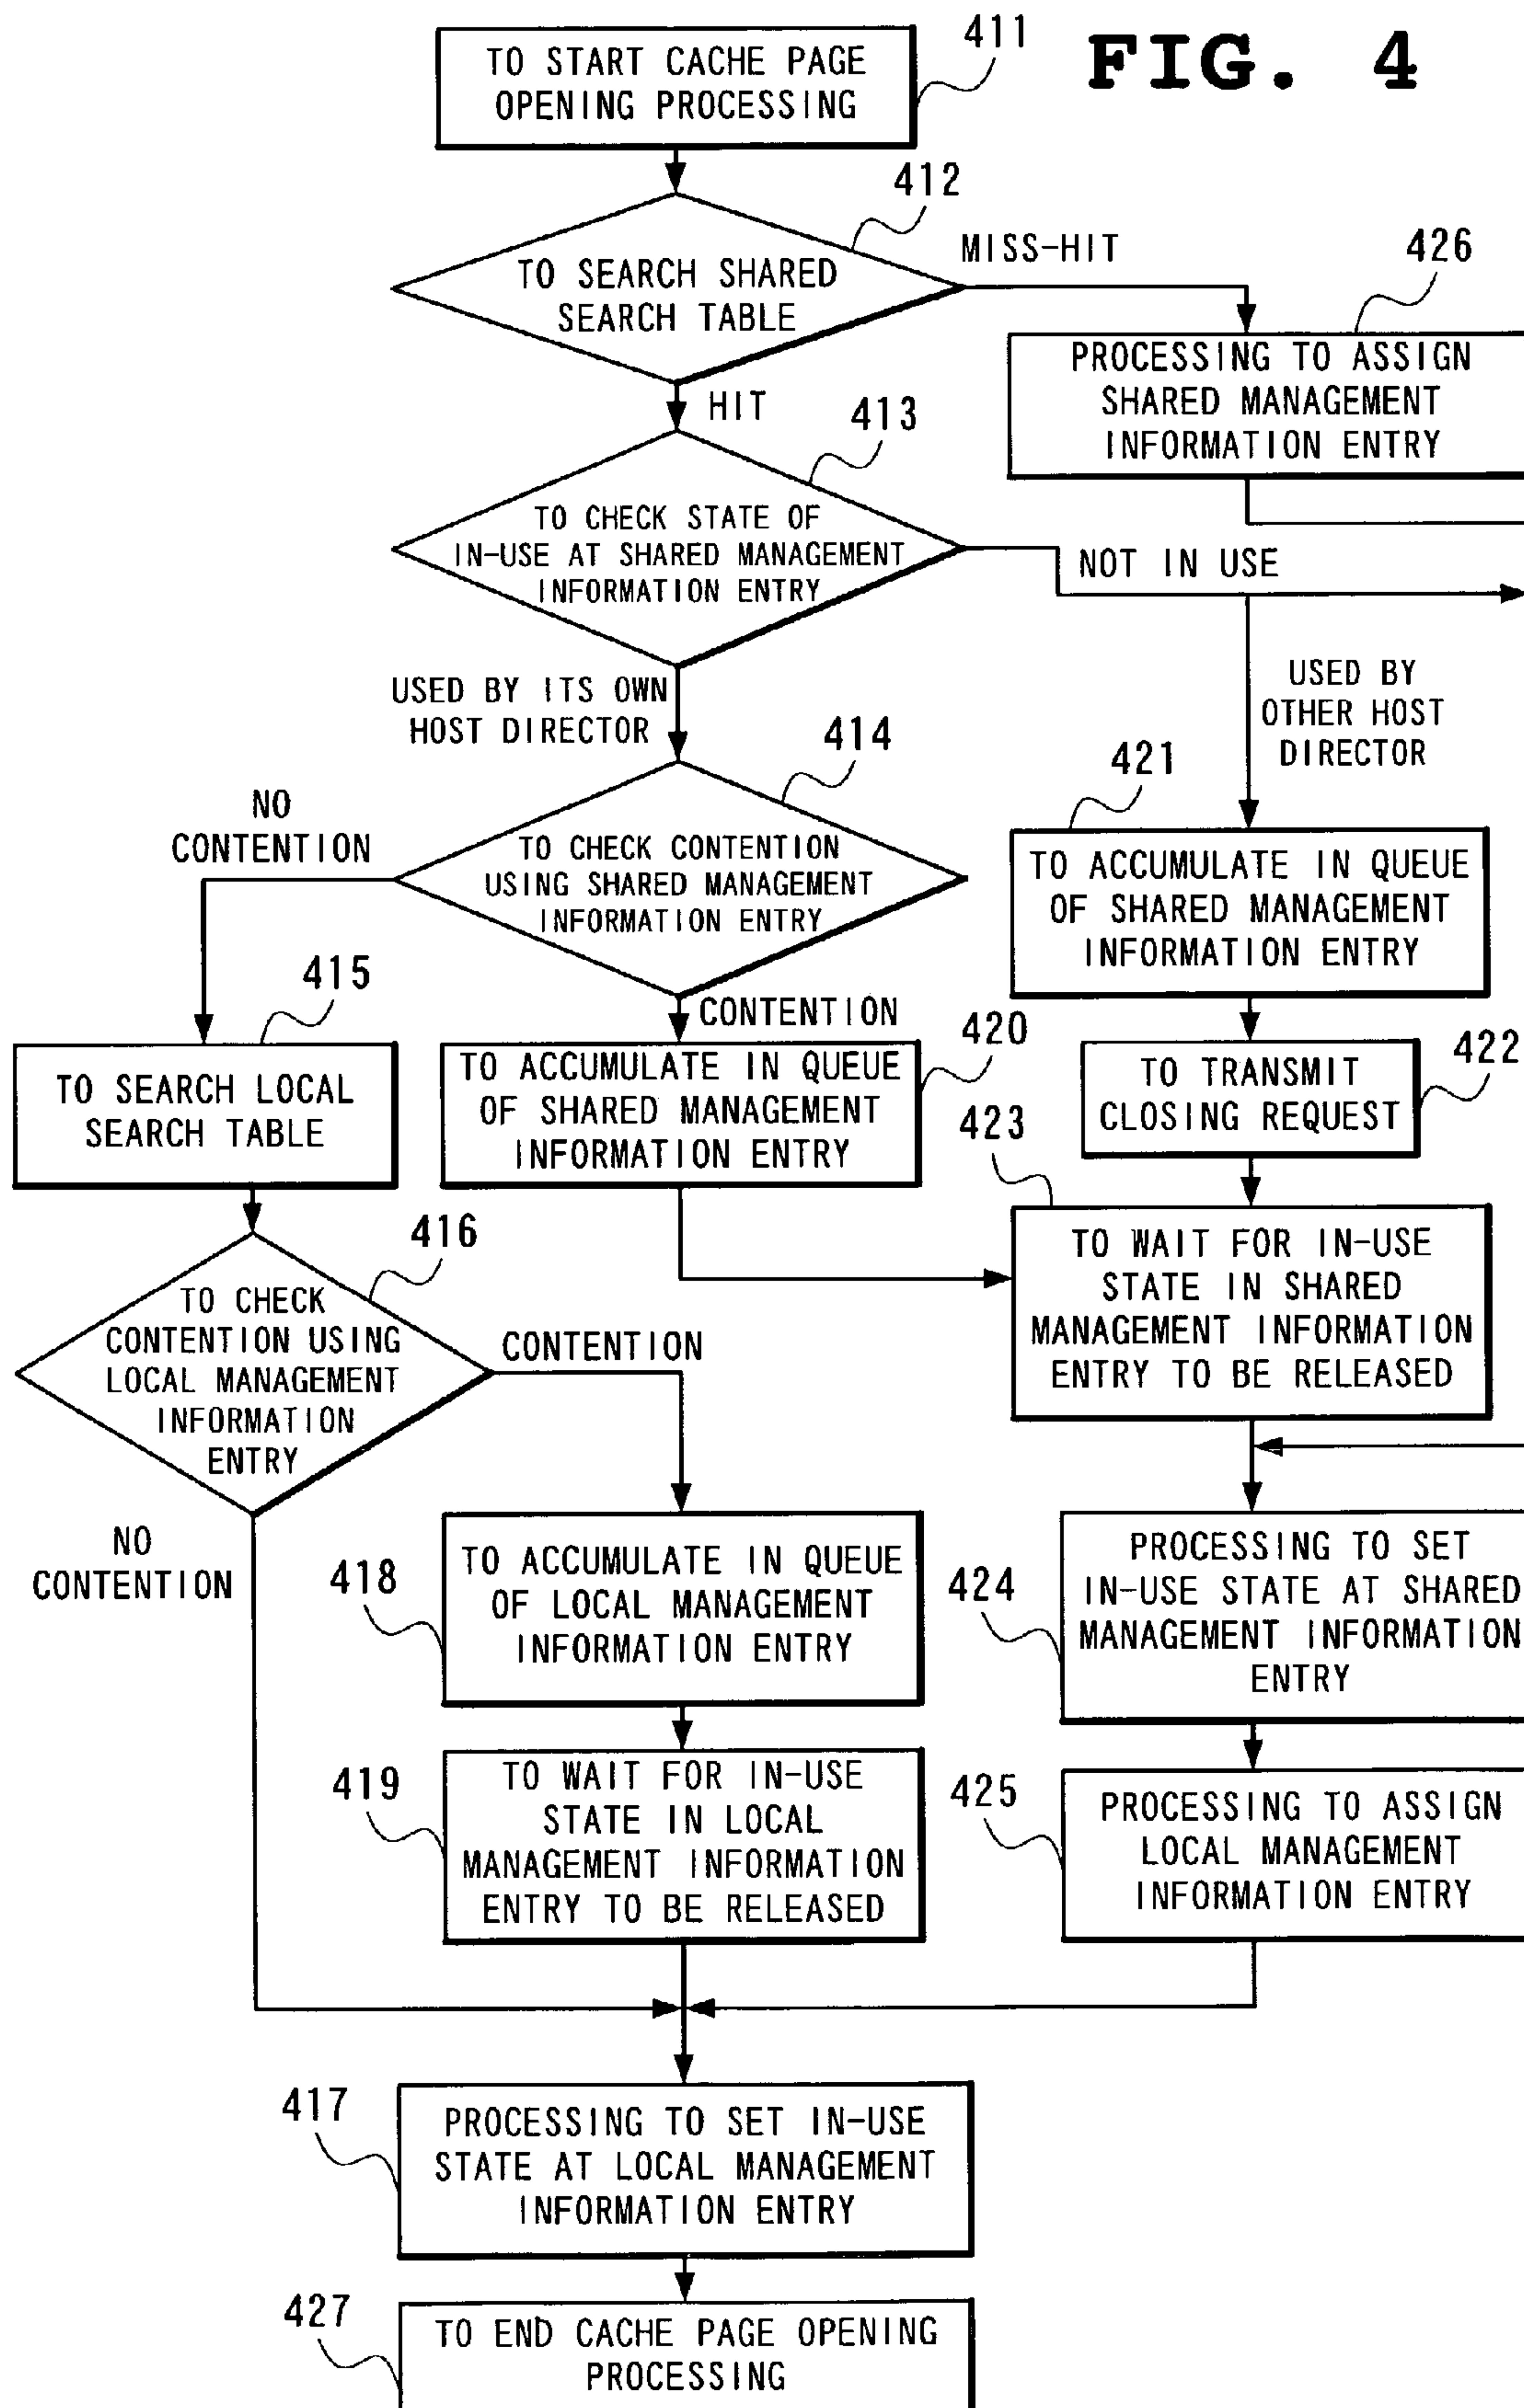 FIG. 4
411
TO START CACHE PAGE
OPENING PROCESSING
412
TO SEARCH SHARED
SEARCH TABLE
MISS-HIT
426
PROCESSING TO ASSIGN
SHARED MANAGEMENT
INFORMATION ENTRY
HIT
413
TO CHECK STATE OF
IN-USE AT SHARED MANAGEMENT
INFORMATION ENTRY
NOT IN USE
USED BY ITS OWN
HOST DIRECTOR
USED BY
OTHER HOST
DIRECTOR
414
TO CHECK CONTENTION
USING SHARED MANAGEMENT
INFORMATION ENTRY
NO
CONTENTION
421
TO ACCUMULATE IN QUEUE
OF SHARED MANAGEMENT
INFORMATION ENTRY
415
TO SEARCH LOCAL
SEARCH TABLE
CONTENTION
420
TO ACCUMULATE IN QUEUE
OF SHARED MANAGEMENT
INFORMATION ENTRY
422
TO TRANSMIT
CLOSING REQUEST
423
TO WAIT FOR IN-USE
STATE IN SHARED
MANAGEMENT INFORMATION
ENTRY TO BE RELEASED
416
TO CHECK
CONTENTION USING
LOCAL MANAGEMENT
INFORMATION
ENTRY
CONTENTION
NO
CONTENTION
418
TO ACCUMULATE IN QUEUE
OF LOCAL MANAGEMENT
INFORMATION ENTRY
424
PROCESSING TO SET
IN-USE STATE AT SHARED
MANAGEMENT INFORMATION
ENTRY
419
TO WAIT FOR IN-USE
STATE IN LOCAL
MANAGEMENT INFORMATION
ENTRY TO BE RELEASED
425
PROCESSING TO ASSIGN
LOCAL MANAGEMENT
INFORMATION ENTRY
417
PROCESSING TO SET IN-USE
STATE AT LOCAL MANAGEMENT
INFORMATION ENTRY
427
TO END CACHE PAGE OPENING
PROCESSING